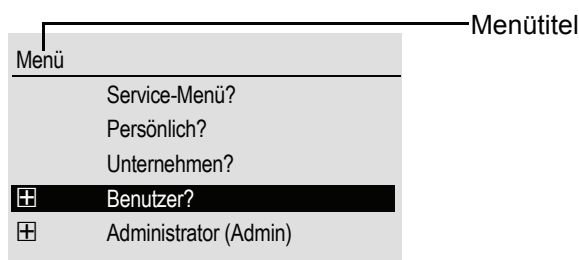 Menütitel
Menü
Service-Menü?
Persönlich?
Unternehmen?
Benutzer?
Administrator (Admin)